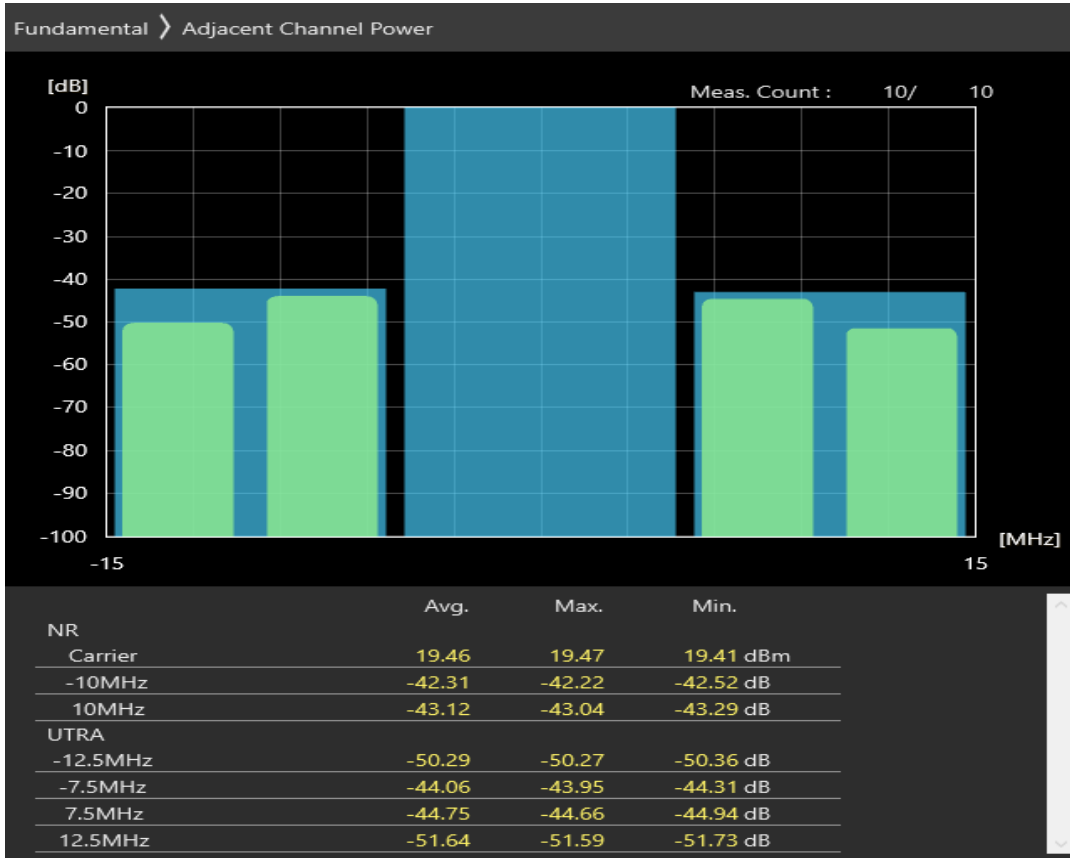 Fundamental 〉 Adjacent Channel Power
[dB]
Meas. Count : 10/ 10
0
-10
-20
-30
-40
-50
-60
-70
-80
-90
-100
[MHz]
-15 15
Avg. Max. Min.
NR
Carrier 19.46 19.47 19.41 dBm
-10MHz -42.31 -42.22 -42.52 dB
10MHz -43.12 -43.04 -43.29 dB
UTRA
-12.5MHz -50.29 -50.27 -50.36 dB
-7.5MHz -44.06 -43.95 -44.31 dB
7.5MHz -44.75 -44.66 -44.94 dB
12.5MHz -51.64 -51.59 -51.73 dB